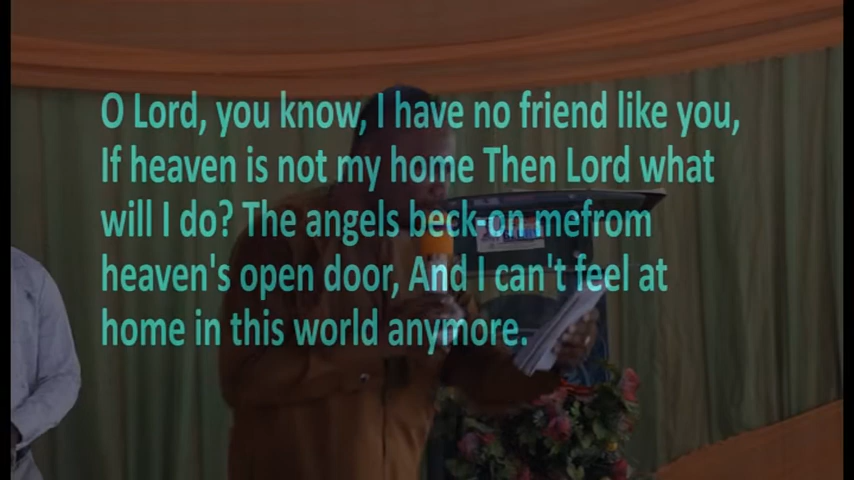 O Lord, you know, I have no friend like you,
If heaven is not my home Then Lord what
will I do? The angels beck-on mefrom
heaven's open door, And I can't feel at
home in this world anymore.